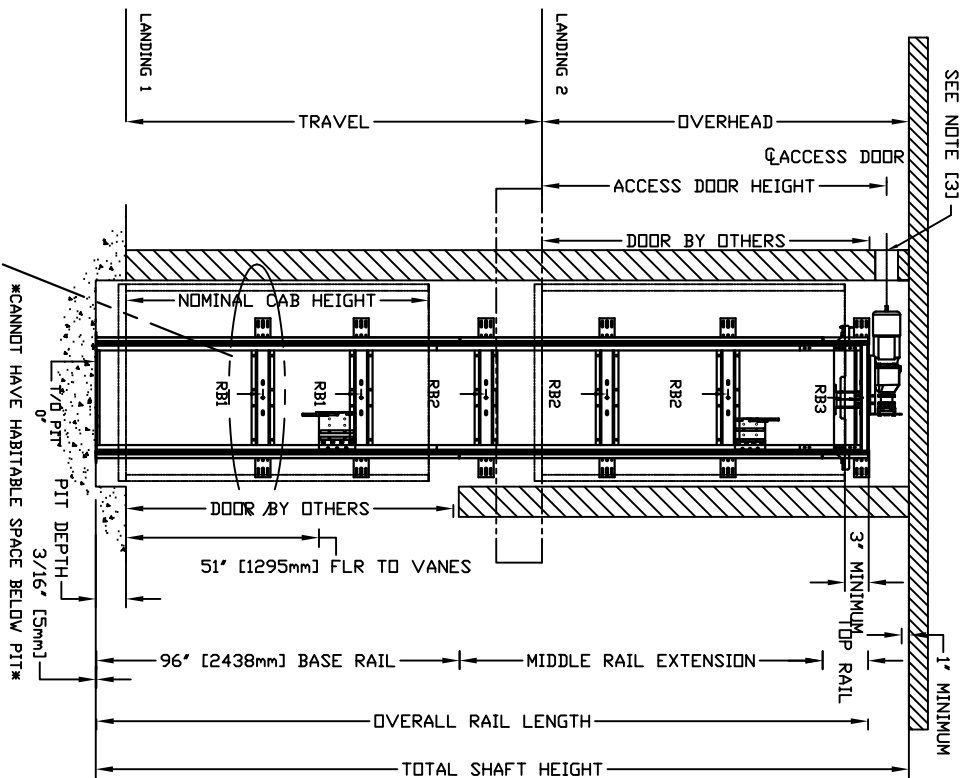 SEE NOTE [3]
LANDING 1
LANDING 2
TRAVEL
OVERHEAD
℄ACCESS DOOR
ACCESS DOOR HEIGHT
DOOR BY OTHERS
NOMINAL CAB HEIGHT
RB1
RB1
RB2
RB2
RB2
RB3
T/O PIT
0"
DOOR BY OTHERS
PIT DEPTH
51" [1295mm] FLR TO VANES
3" MINIMUM
3/16" [5mm]
*CANNOT HAVE HABITABLE SPACE BELOW PIT*
96" [2438mm] BASE RAIL
MIDDLE RAIL EXTENSION
TOP RAIL
1" MINIMUM
OVERALL RAIL LENGTH
TOTAL SHAFT HEIGHT